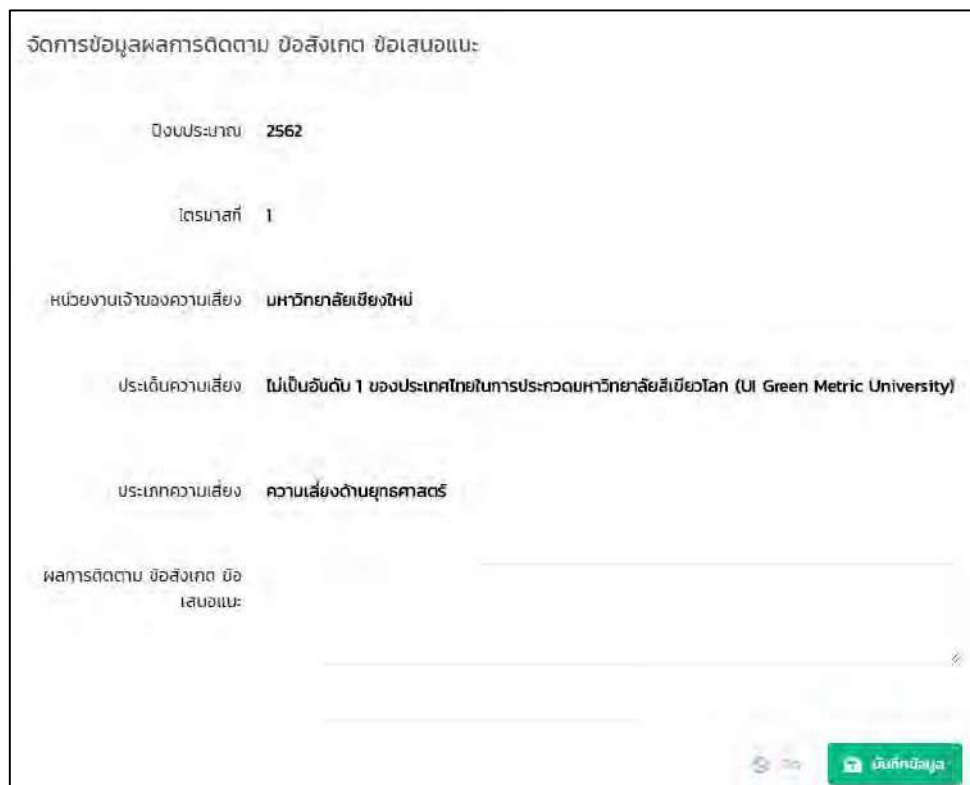 จัดการข้อมูลผลการติดตาม ข้อสังเกต ข้อเสนอแนะ
ปีงบประมาณ 2562
ไตรมาสที่ 1
หน่วยงานเจ้าของความเสี่ยง มหาวิทยาลัยเชียงใหม่
ประเด็นความเสี่ยง ไม่เป็นอันดับ 1 ของประเทศไทยในการประกวดมหาวิทยาลัยสีเขียวโลก (UI Green Metric University)
ประเภทความเสี่ยง ความเสี่ยงด้านยุทธศาสตร์
ผลการติดตาม ข้อสังเกต ข้อ
เสนอแนะ
บันทึกข้อมูล